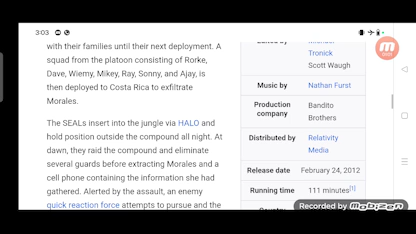 3:03
with their families until their next deployment. A
squad from the platoon consisting of Rorke,
Dave, Wiemy, Mikey, Ray, Sonny, and Ajay, is
then deployed to Costa Rica to exfiltrate
Morales.
The SEALs insert into the jungle via HALO and
hold position outside the compound all night. At
dawn, they raid the compound and eliminate
several guards before extracting Morales and a
cell phone containing the information she had
gathered. Alerted by the assault, an enemy
quick reaction force attempts to pursue and the
Tronick
Scott Waugh
Music by Nathan Furst
Production company Bandito
Brothers
Distributed by Relativity
Media
Release date February 24, 2012
Running time 111 minutes[1]
Recorded by mobizen